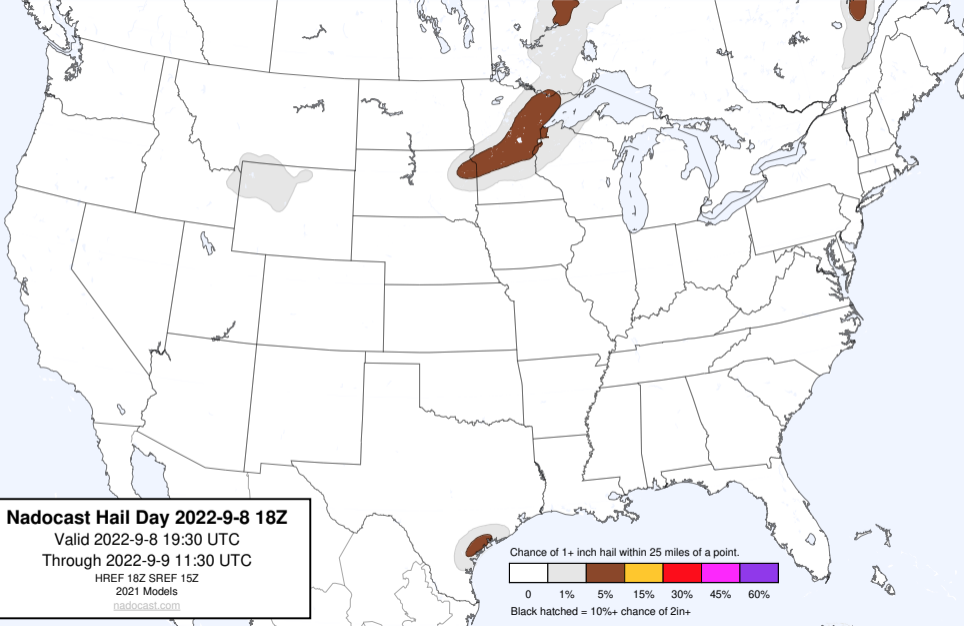 Nadocast Hail Day 2022-9-8 18Z
Valid 2022-9-8 19:30 UTC
Through 2022-9-9 11:30 UTC
HREF 18Z SREF 15Z
2021 Models
nadocast.com
Chance of 1+ inch hail within 25 miles of a point.
0 1% 5% 15% 30% 45% 60%
Black hatched = 10%+ chance of 2in+